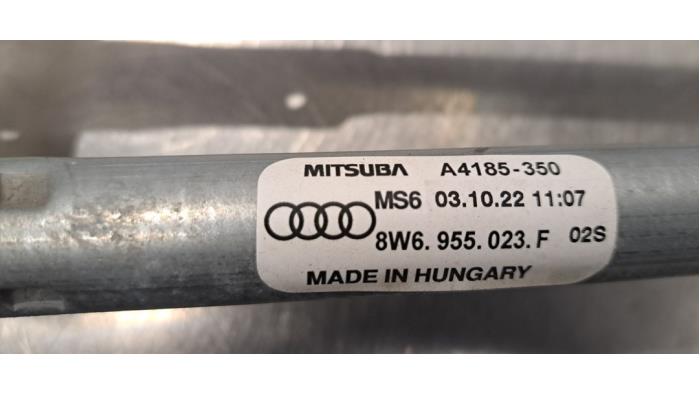 MITSUBA A4185-350
MS6 03.10.22 11:07
8W6.955.023.F 02S
MADE IN HUNGARY